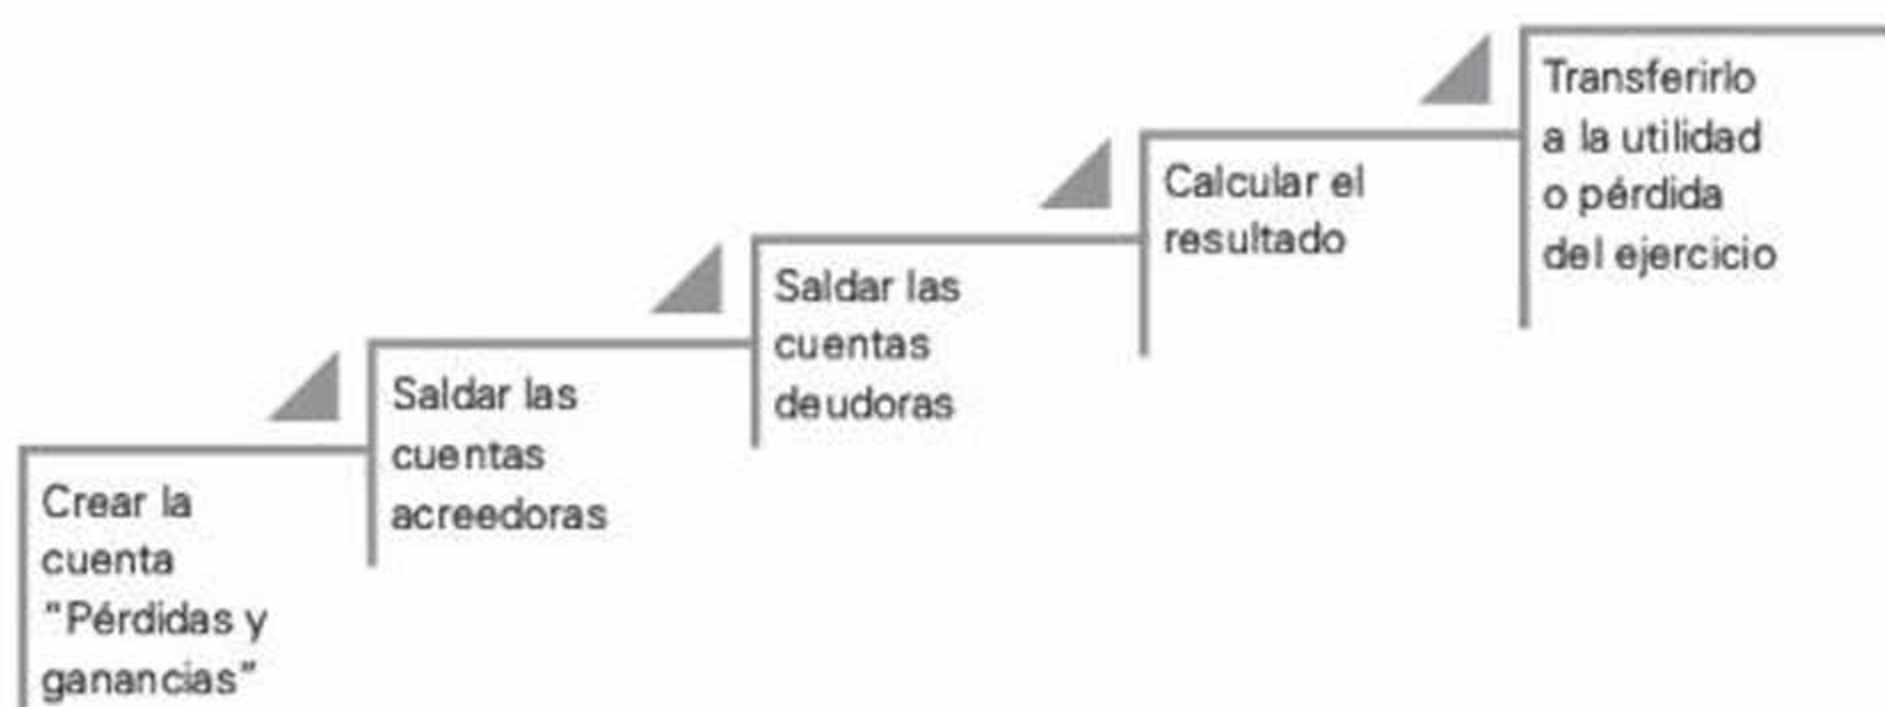 Crear la
cuenta
"Pérdidas y
ganancias"
Saldar las
cuentas
acreedoras
Saldar las
cuentas
deudoras
Calcular el
resultado
Transferirlo
a la utilidad
o pérdida
del ejercicio